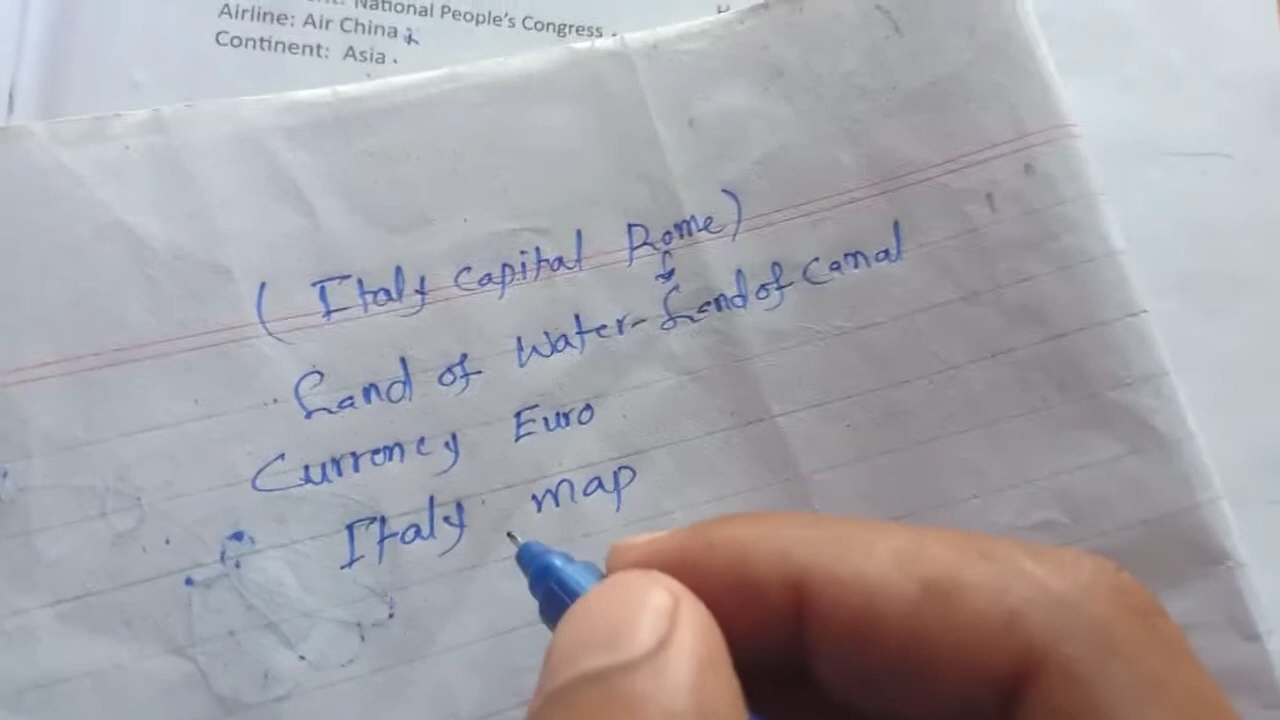 National People's Congress .
Airline: Air China
Continent: Asia .
( Italy capital Rome)
Land of Water- Land of Canal
Currency Euro
Italy map